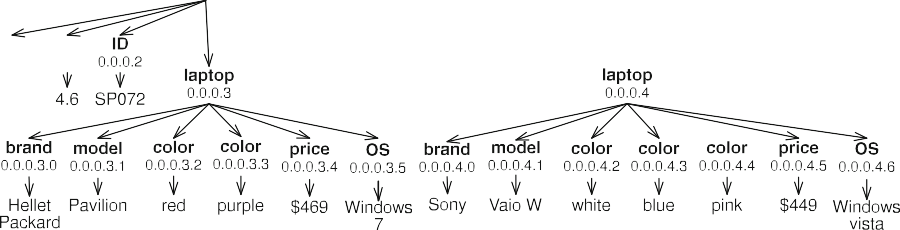 ID
0.0.0.2
4.6 SP072
laptop
0.0.0.3
laptop
0.0.0.4
brand model color color price OS
0.0.0.3.0 0.0.0.3.1 0.0.0.3.2 0.0.0.3.3 0.0.0.3.4 0.0.0.3.5
Hellet Pavilion red purple $469 Windows
Packard 7
brand model color color color price OS
0.0.0.4.0 0.0.0.4.1 0.0.0.4.2 0.0.0.4.3 0.0.0.4.4 0.0.0.4.5 0.0.0.4.6
Sony Vaio W white blue pink $449 Windows
vista